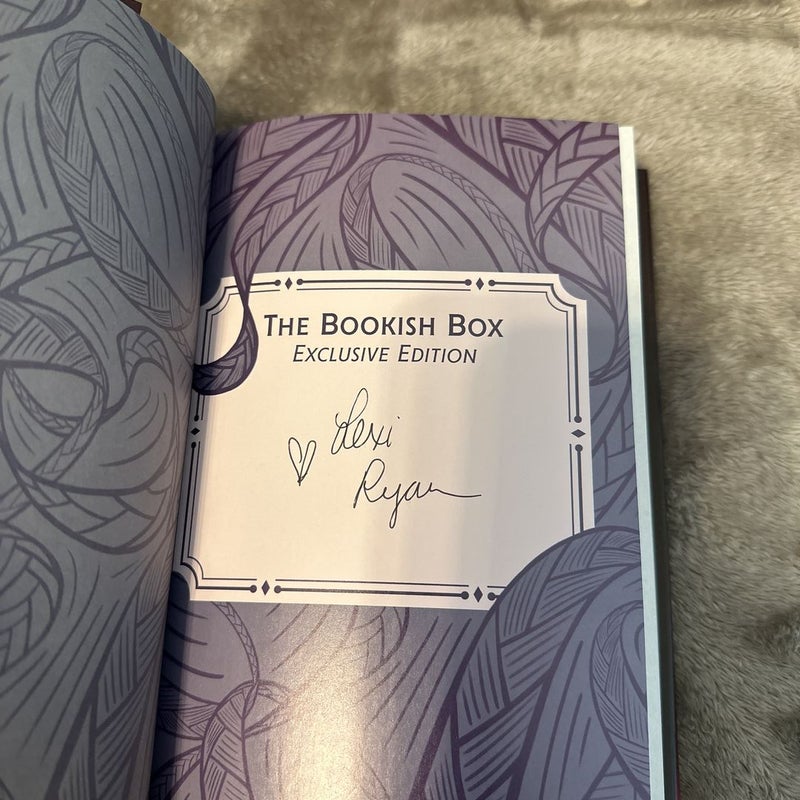 The Bookish Box
Exclusive Edition
♡ Lexi
Ryan